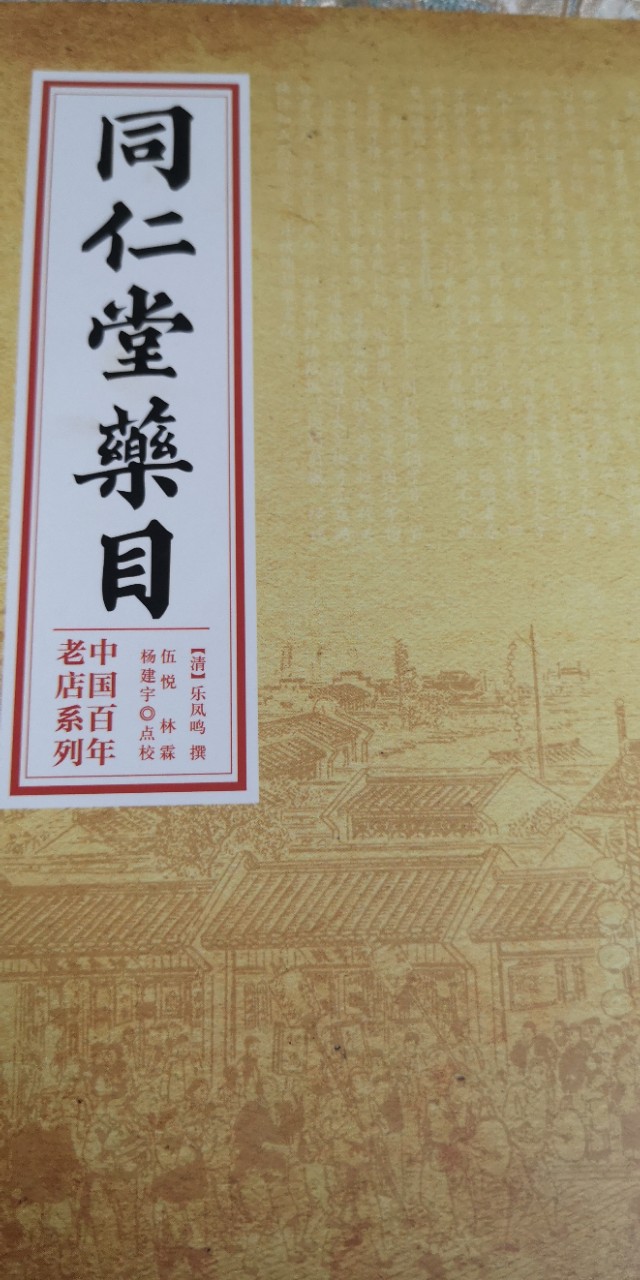 同仁堂藥目
【清】乐凤鸣 撰
伍悦 林霖
杨建宇◎点校
中国百年
老店系列